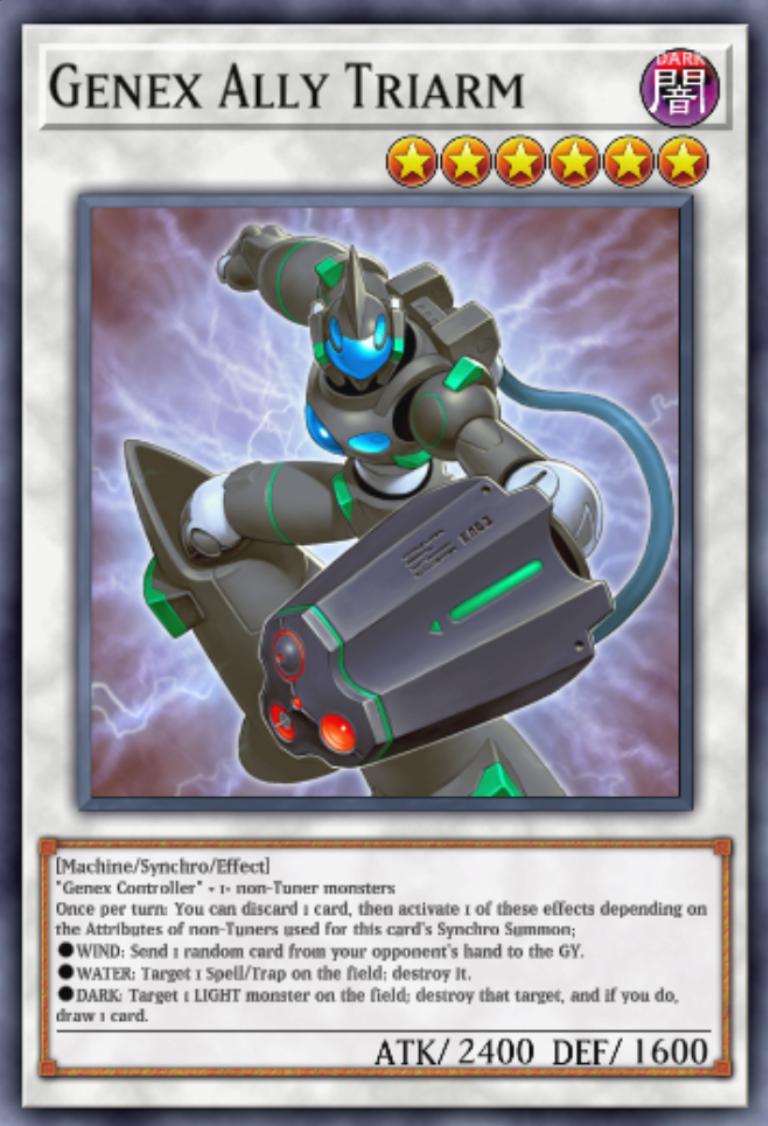 GENEX ALLY TRIARM
DARK
闇
[Machine/Synchro/Effect]
"Genex Controller" + 1+ non-Tuner monsters
Once per turn: You can discard 1 card, then activate 1 of these effects depending on
the Attributes of non-Tuners used for this card's Synchro Summon;
●WIND: Send 1 random card from your opponent's hand to the GY.
●WATER: Target 1 Spell/Trap on the field; destroy it.
●DARK: Target 1 LIGHT monster on the field; destroy that target, and if you do,
draw 1 card.
ATK/ 2400 DEF/ 1600